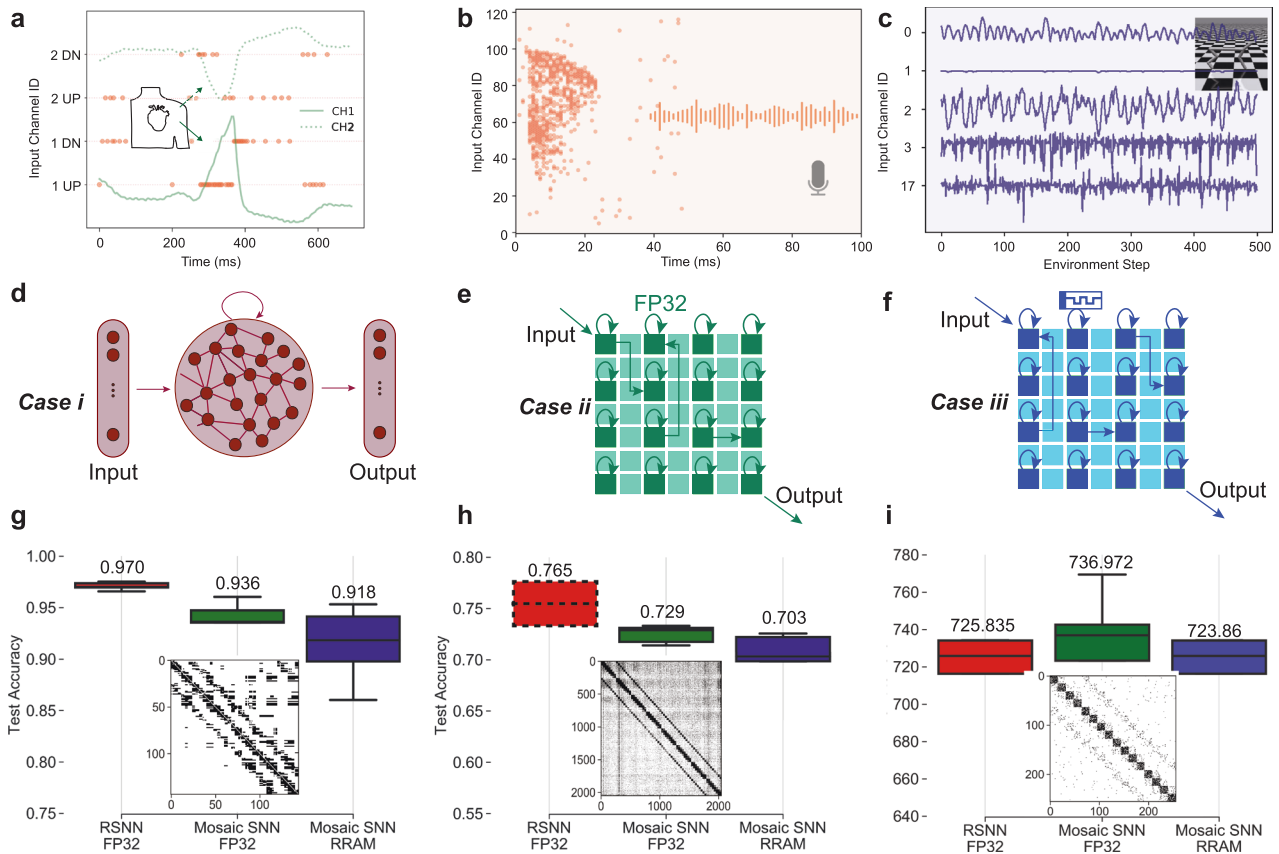 a
2 DN
2 UP
1 DN
1 UP
Input Channel ID
CH1
CH2
0
200
400
600
Time (ms)
b
120
100
80
60
40
20
0
Input Channel ID
0
20
40
60
80
100
Time (ms)
c
0
1
2
3
17
Input Channel ID
0
100
200
300
400
500
Environment Step
d
Case i
Input
Output
e
FP32
Input
Case ii
Output
f
Input
Case iii
Output
g
1.00
0.95
0.90
0.85
0.80
0.75
Test Accuracy
0.970
0.936
0.918
0
50
100
0
50
100
RSNN
FP32
Mosaic SNN
FP32
Mosaic SNN
RRAM
h
0.80
0.75
0.70
0.65
0.60
0.55
Test Accuracy
0.765
0.729
0.703
0
500
1000
1500
2000
0
1000
2000
RSNN
FP32
Mosaic SNN
FP32
Mosaic SNN
RRAM
i
780
760
740
720
700
680
660
640
725.835
736.972
723.86
0
100
200
100
200
RSNN
FP32
Mosaic SNN
FP32
Mosaic SNN
RRAM